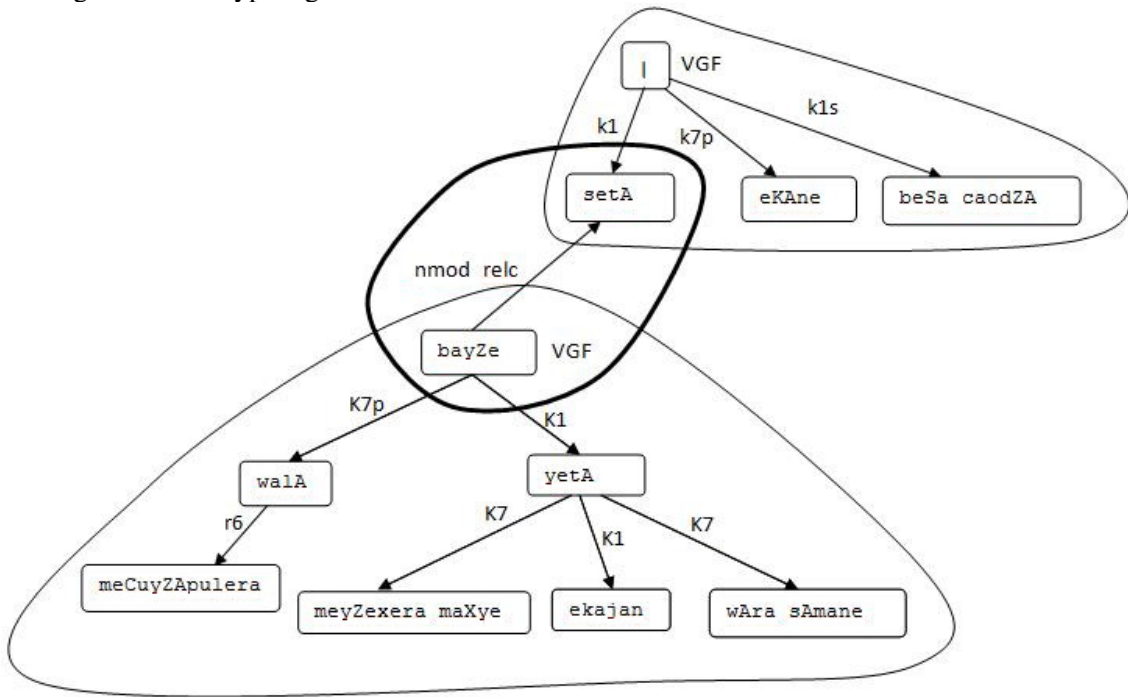 | VGF
k1s
k1
k7p
setA
eKAne
beSa caodZA
nmod relc
bayZe VGF
K7p
K1
walA
yetA
r6
K7
K1
K7
meCuyZApulera
meyZexera maXye
ekajan
wAra sAmane